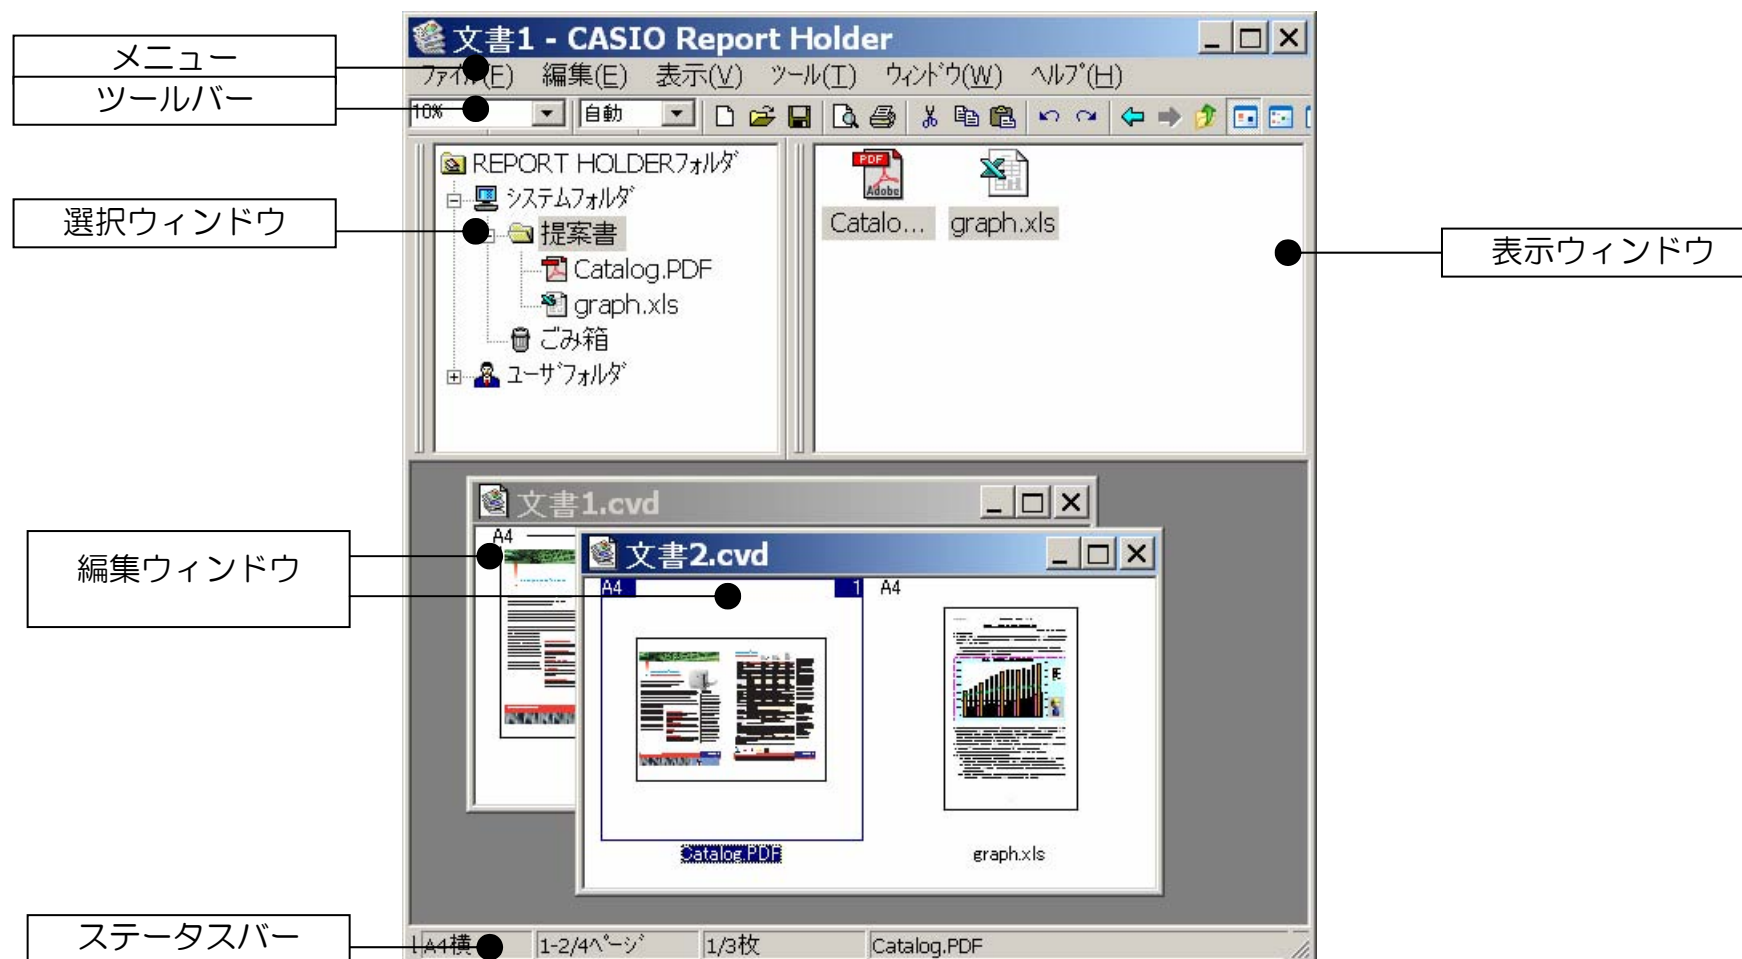 文書1 - CASIO Report Holder
メニュー
ファイル(F) 編集(E) 表示(V) ツール(T) ウィンドウ(W) ヘルプ(H)
ツールバー
10% 自動
REPORT HOLDERフォルダ
システムフォルダ
選択ウィンドウ
提案書
Catalog.PDF
graph.xls
ごみ箱
ユーザフォルダ
PDF
Adobe
Catalo... graph.xls
表示ウィンドウ
文書1.cvd
A4
編集ウィンドウ
文書2.cvd
A4 1 A4
Catalog.PDF graph.xls
ステータスバー
A4横 1-2/4ページ 1/3枚 Catalog.PDF